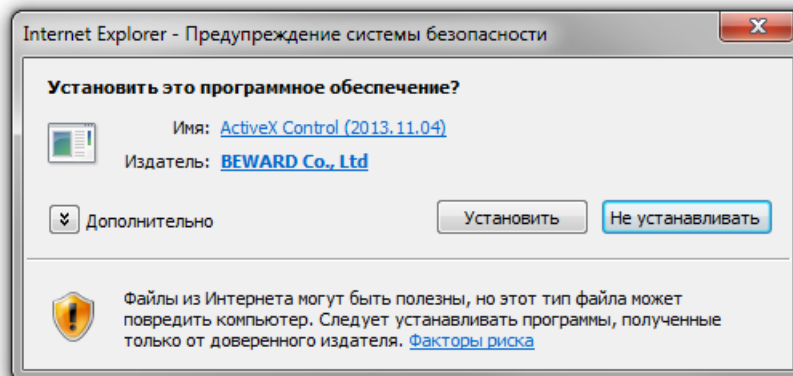 Internet Explorer - Предупреждение системы безопасности
Установить это программное обеспечение?
Имя: ActiveX Control (2013.11.04)
Издатель: BEWARD Co., Ltd
Дополнительно
Установить
Не устанавливать
Файлы из Интернета могут быть полезны, но этот тип файла может
повредить компьютер. Следует устанавливать программы, полученные
только от доверенного издателя. Факторы риска